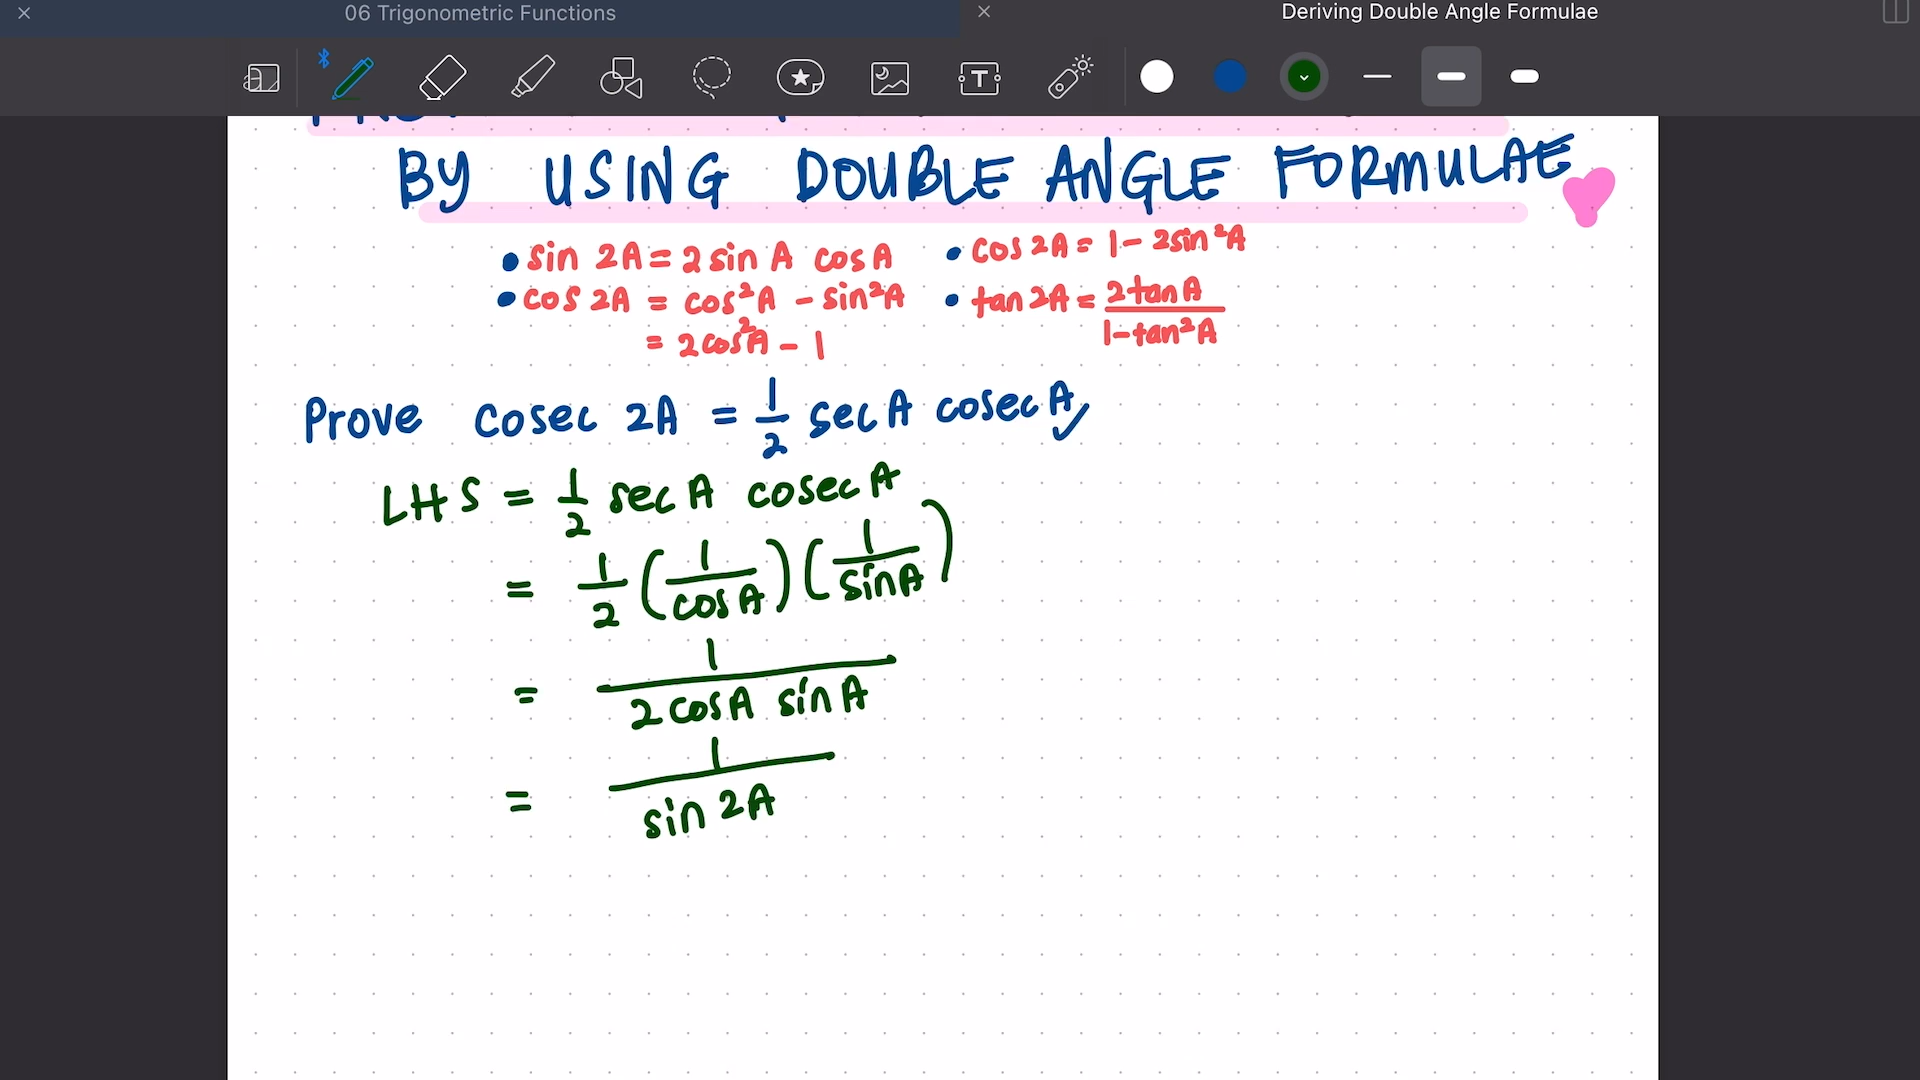 06 Trigonometric Functions
Deriving Double Angle Formulae
BY USING DOUBLE ANGLE FORMULAE
• sin 2A = 2 sin A cos A
• cos 2A = 1 - 2sin²A
• cos 2A = cos²A - sin²A
= 2cos²A - 1
• tan 2A = 2tan A / 1-tan²A
Prove cosec 2A = 1/2 sec A cosec A
LHS = 1/2 sec A cosec A
= 1/2 (1/cos A)(1/sin A)
= 1/2 cos A sin A
= 1/sin 2A